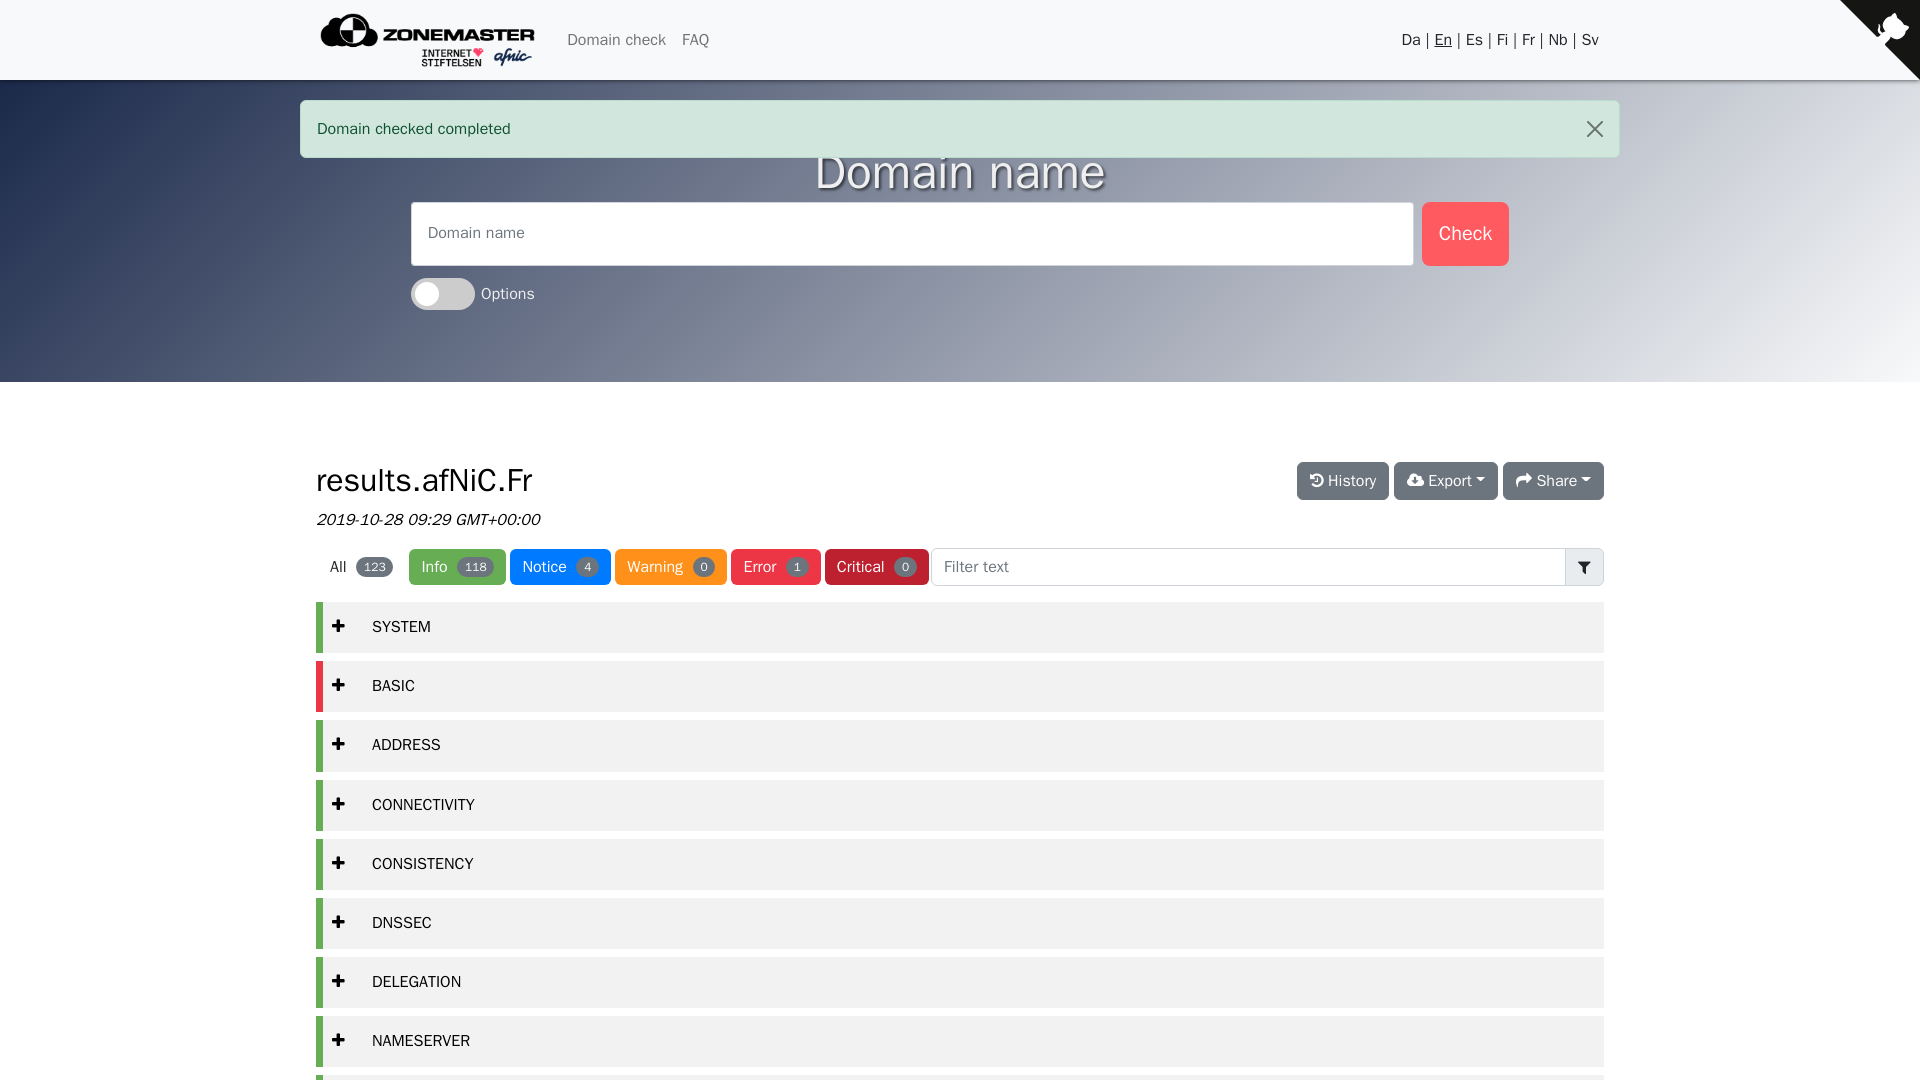 ZONEMASTER
INTERNET
STIFTELSEN afnic
Domain check FAQ
Da | En | Es | Fi | Fr | Nb | Sv
Domain checked completed
Domain name
Domain name
Check
Options
results.afNiC.Fr
History Export Share
2019-10-28 09:29 GMT+00:00
All 123 Info 118 Notice 4 Warning 0 Error 1 Critical 0 Filter text
SYSTEM
BASIC
ADDRESS
CONNECTIVITY
CONSISTENCY
DNSSEC
DELEGATION
NAMESERVER